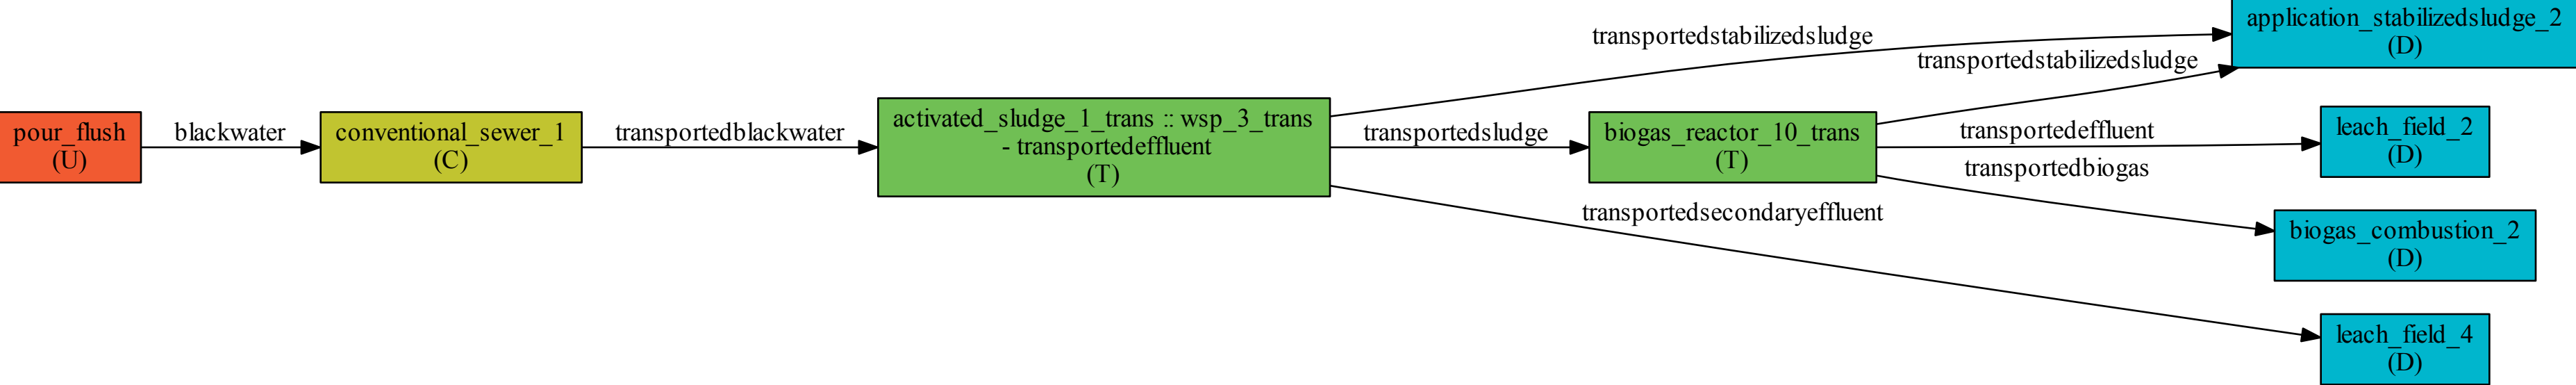 pour_flush
(U)
blackwater
conventional_sewer_1
(C)
transportedblackwater
activated_sludge_1_trans :: wsp_3_trans
- transportedeffluent
(T)
transportedstabilizedsludge
transportedsludge
transportedsecondaryeffluent
biogas_reactor_10_trans
(T)
transportedstabilizedsludge
transportedeffluent
transportedbiogas
application_stabilizedsludge_2
(D)
leach_field_2
(D)
biogas_combustion_2
(D)
leach_field_4
(D)